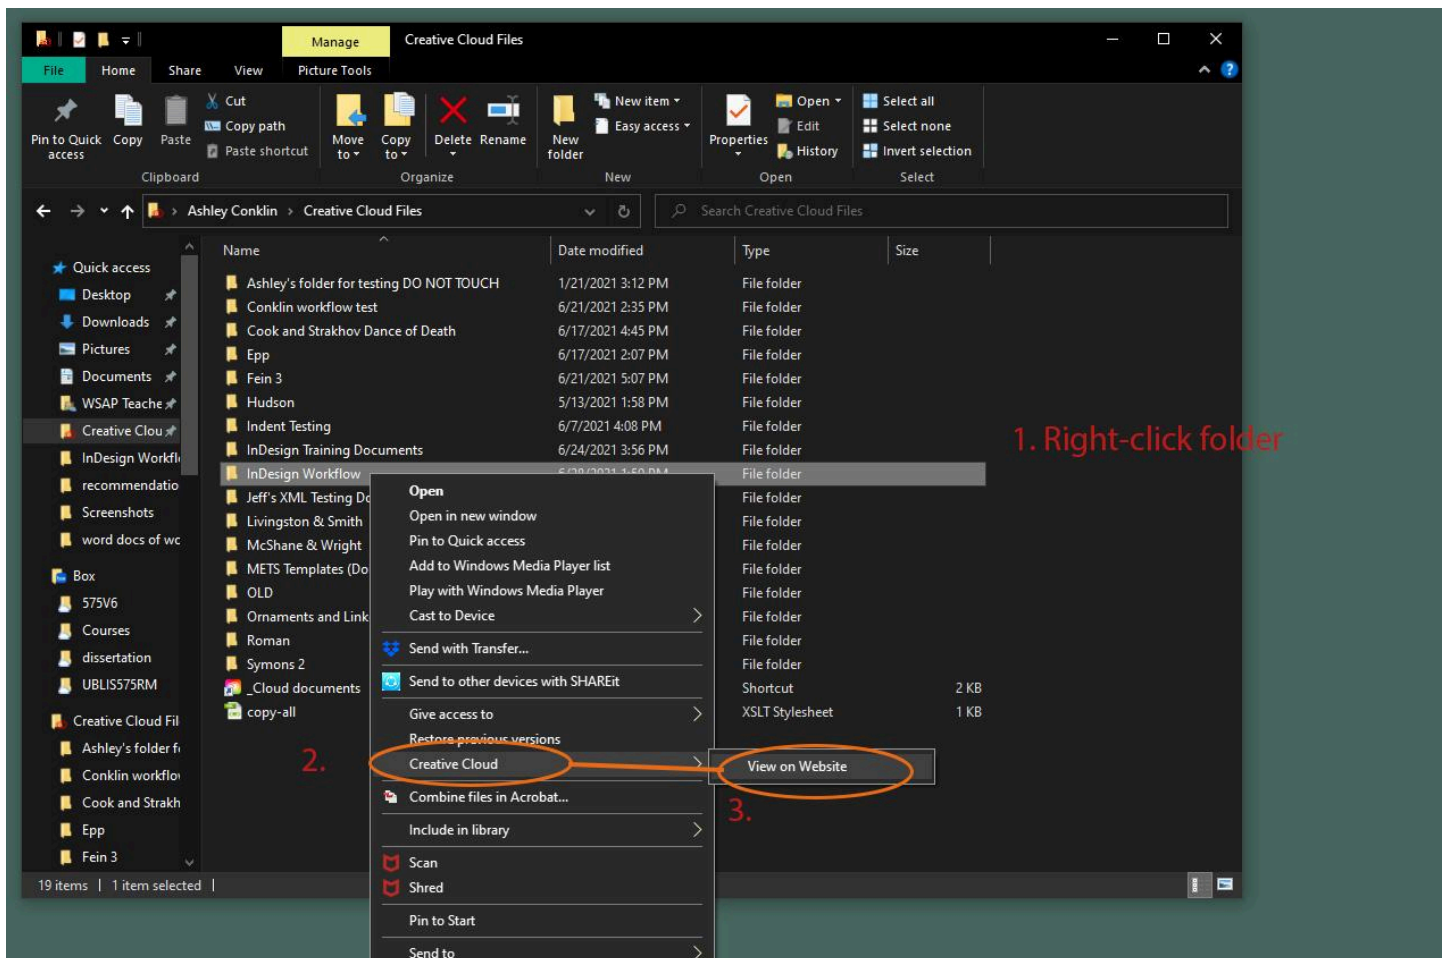 Manage
Creative Cloud Files
File
Home
Share
View
Picture Tools
Pin to Quick access
Copy
Paste
Cut
Copy path
Paste shortcut
Clipboard
Move to
Copy to
Delete
Rename
Organize
New folder
New item
Easy access
New
Properties
Open
Edit
History
Open
Select all
Select none
Invert selection
Select
Ashley Conklin > Creative Cloud Files
Search Creative Cloud Files
Name Date modified Type Size
Quick access
Desktop
Downloads
Pictures
Documents
WSAP Teache
Creative Clou
InDesign Workfl
recommendatio
Screenshots
word docs of wo
Box
575V6
Courses
dissertation
UBLIS575RM
Creative Cloud Fil
Ashley's folder f
Conklin workflo
Cook and Strakh
Epp
Fein 3
Ashley's folder for testing DO NOT TOUCH 1/21/2021 3:12 PM File folder
Conklin workflow test 6/21/2021 2:35 PM File folder
Cook and Strakhov Dance of Death 6/17/2021 4:45 PM File folder
Epp 6/17/2021 2:07 PM File folder
Fein 3 6/21/2021 5:07 PM File folder
Hudson 5/13/2021 1:58 PM File folder
Indent Testing 6/7/2021 4:08 PM File folder
InDesign Training Documents 6/24/2021 3:56 PM File folder
InDesign Workflow File folder
Jeff's XML Testing Do File folder
Livingston & Smith File folder
McShane & Wright File folder
METS Templates (Do File folder
OLD File folder
Ornaments and Link File folder
Roman File folder
Symons 2 File folder
_Cloud documents Shortcut 2 KB
copy-all XSLT Stylesheet 1 KB
1. Right-click folder
Open
Open in new window
Pin to Quick access
Add to Windows Media Player list
Play with Windows Media Player
Cast to Device
Send with Transfer...
Send to other devices with SHAREit
Give access to
Restore previous versions
2.
Creative Cloud
View on Website
3.
Combine files in Acrobat...
Include in library
Scan
Shred
Pin to Start
Send to
19 items | 1 item selected |